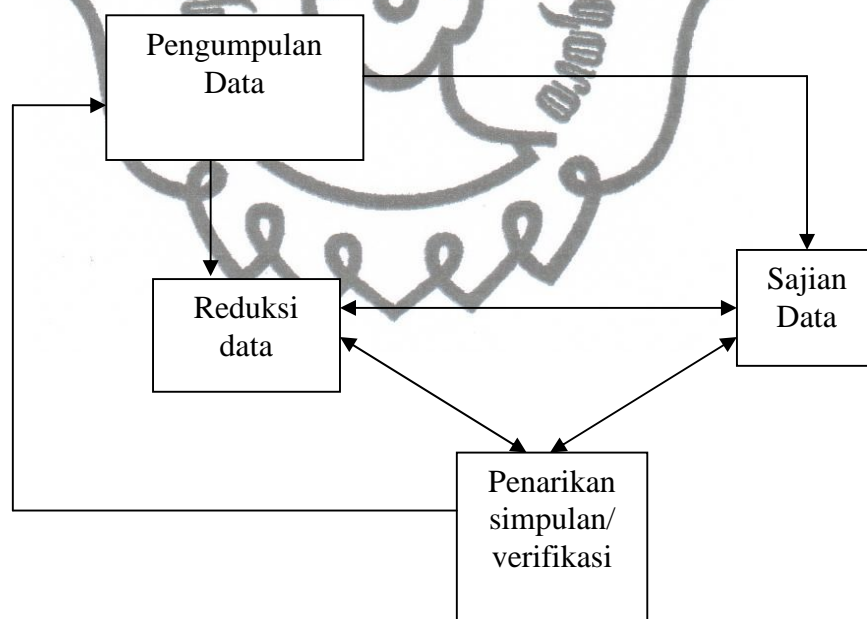 Pengumpulan
Data
Sajian
Data
Reduksi
data
Penarikan
simpulan/
verifikasi